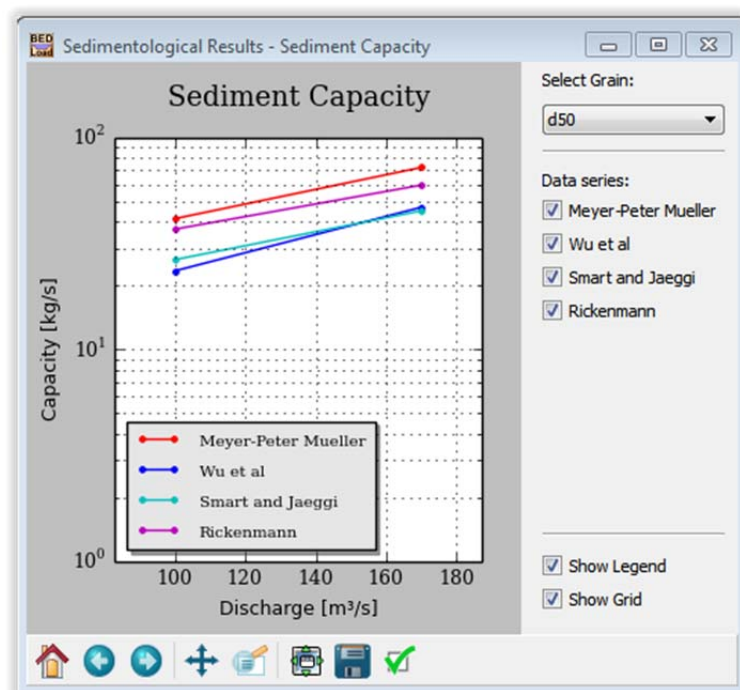 BED
Load
Sedimentological Results - Sediment Capacity
Sediment Capacity
10²
10¹
10⁰
Capacity [kg/s]
Meyer-Peter Mueller
Wu et al
Smart and Jaeggi
Rickenmann
100 120 140 160 180
Discharge [m³/s]
Select Grain:
d50
Data series:
Meyer-Peter Mueller
Wu et al
Smart and Jaeggi
Rickenmann
Show Legend
Show Grid